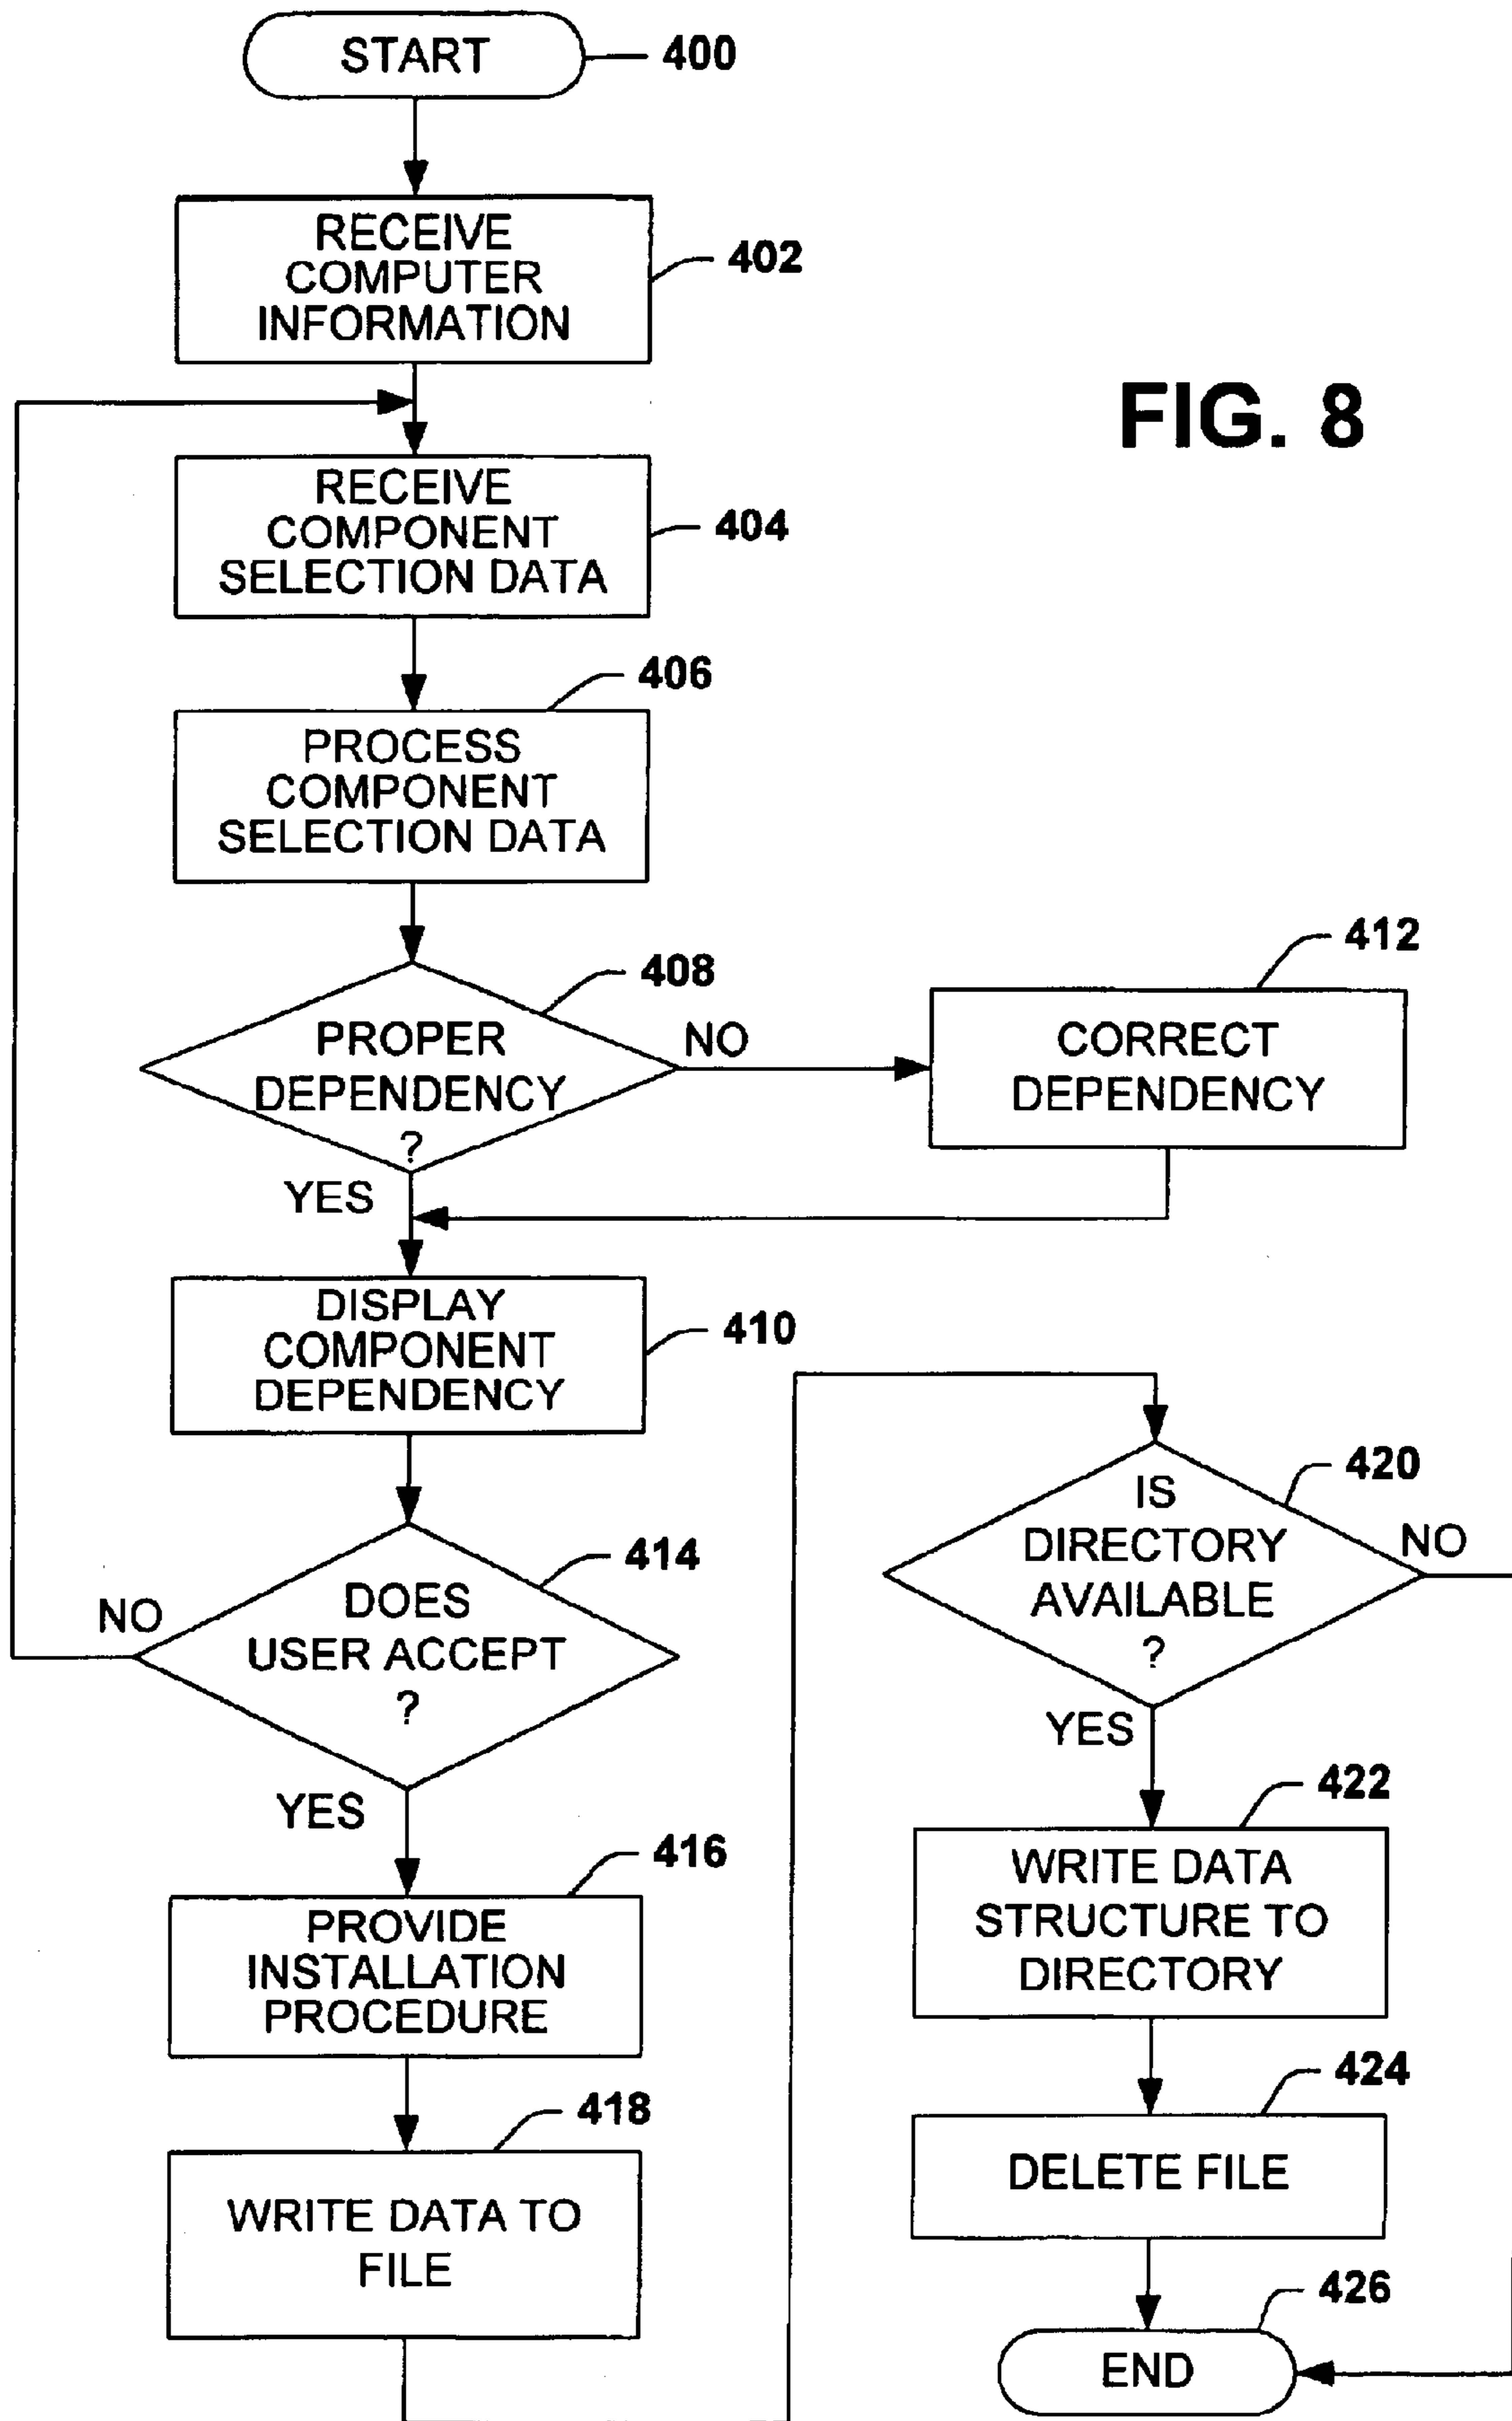 START
400
RECEIVE
COMPUTER
INFORMATION
402
FIG. 8
RECEIVE
COMPONENT
SELECTION DATA
404
406
PROCESS
COMPONENT
SELECTION DATA
408
PROPER
DEPENDENCY
?
NO
YES
412
CORRECT
DEPENDENCY
DISPLAY
COMPONENT
DEPENDENCY
410
414
DOES
USER ACCEPT
?
NO
YES
416
PROVIDE
INSTALLATION
PROCEDURE
418
WRITE DATA TO
FILE
420
IS
DIRECTORY
AVAILABLE
?
NO
YES
422
WRITE DATA
STRUCTURE TO
DIRECTORY
424
DELETE FILE
426
END